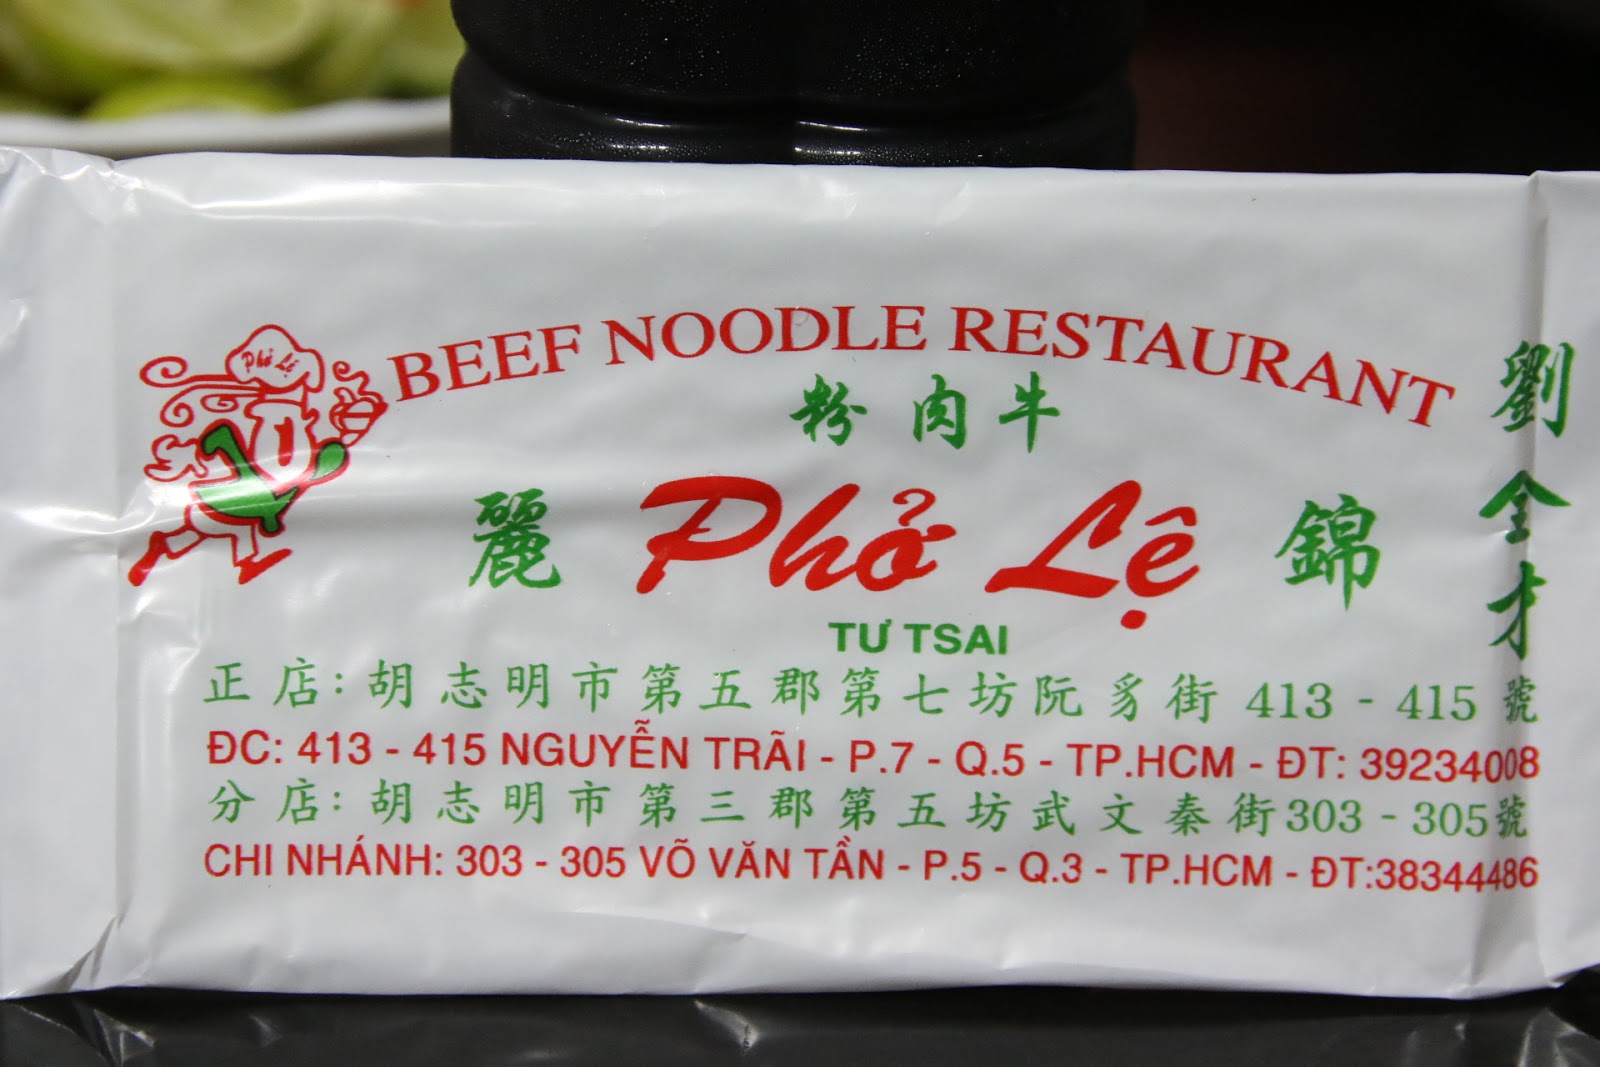 Phở Lệ
BEEF NOODLE RESTAURANT
粉肉牛
麗 Phở Lệ 錦
TƯ TSAI
劉全才
正店:胡志明市第五郡第七坊阮豸街 413 - 415 號
ĐC: 413 - 415 NGUYỄN TRÃI - P.7 - Q.5 - TP.HCM - ĐT: 39234008
分店:胡志明市第三郡第五坊武文秦街303 - 305號
CHI NHÁNH: 303 - 305 VÕ VĂN TẦN - P.5 - Q.3 - TP.HCM - ĐT:38344486